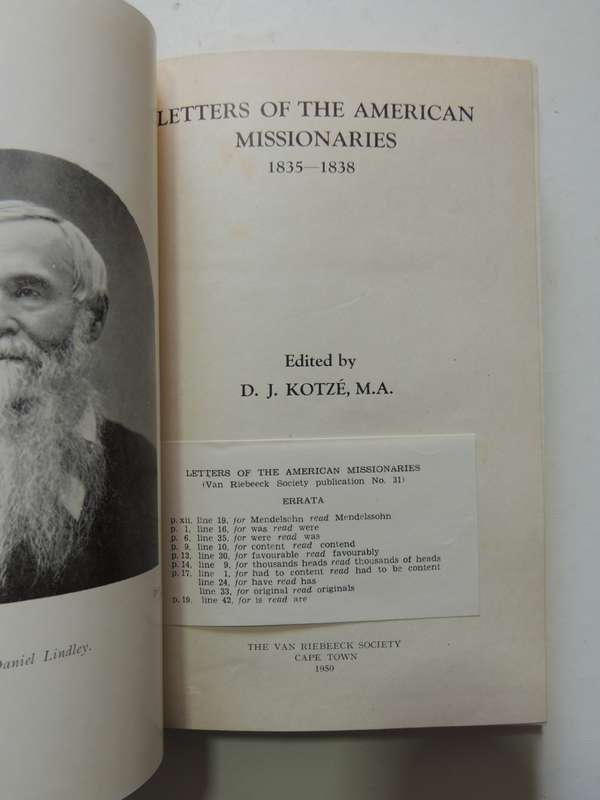 LETTERS OF THE AMERICAN
MISSIONARIES
1835—1838
Edited by
D. J. KOTZÉ, M.A.
LETTERS OF THE AMERICAN MISSIONARIES
(Van Riebeeck Society publication No. 31)
ERRATA
p. xii, line 19, for Mendelsohn read Mendelssohn
p. 1, line 16, for was read were
p. 6, line 35, for were read was
p. 9, line 10, for content read contend
p. 13, line 30, for favourable read favourably
p. 14, line 9, for thousands heads read thousands of heads
p. 17, line 1, for had to content read had to be content
line 24, for have read has
line 33, for original read originals
p. 19. line 42, for is read are
THE VAN RIEBEECK SOCIETY
CAPE TOWN
1950
Daniel Lindley.